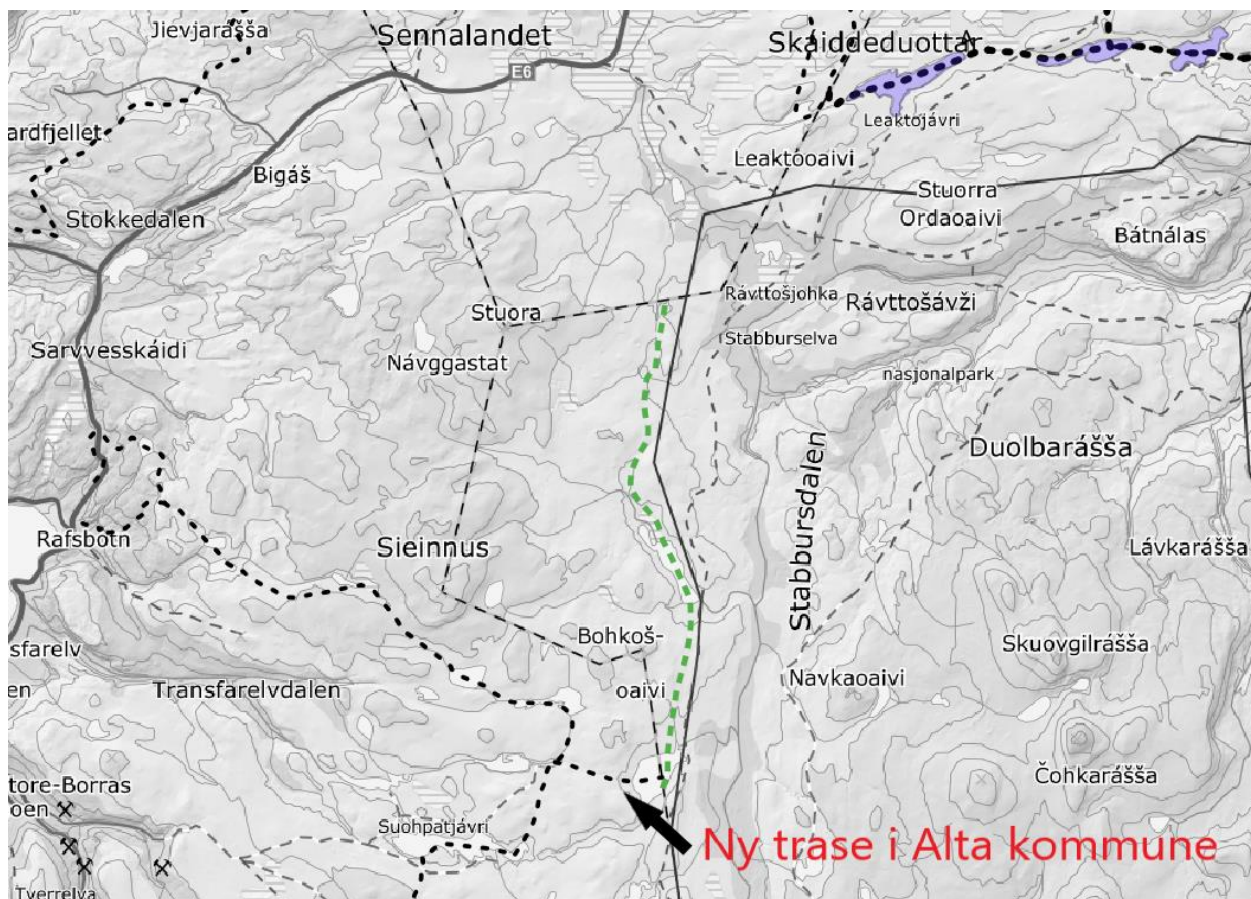 Jievjarášša
Sennalandet
Skáiddeduottar
E6
ardfjellet
Leaktojávri
Leaktooaivi
Bigáš
Stuorra
Ordaoaivi
Stokkedalen
Bátnálas
Rávttošjohka
Rávttošávži
Stuora
Stabburselva
Sarvvesskáidi
Návggastat
nasjonalpark
Duolbarášša
Stabbursdalen
Rafsbotn
Sieinnus
Lávkarášša
Bohkoš-
oaivi
sfarelv
Skuovgilrášša
en
Transfarelvdalen
Navkaoaivi
tore-Borras
oen
Čohkarášša
Suohpatjávri
Ny trase i Alta kommune
Tverrelva